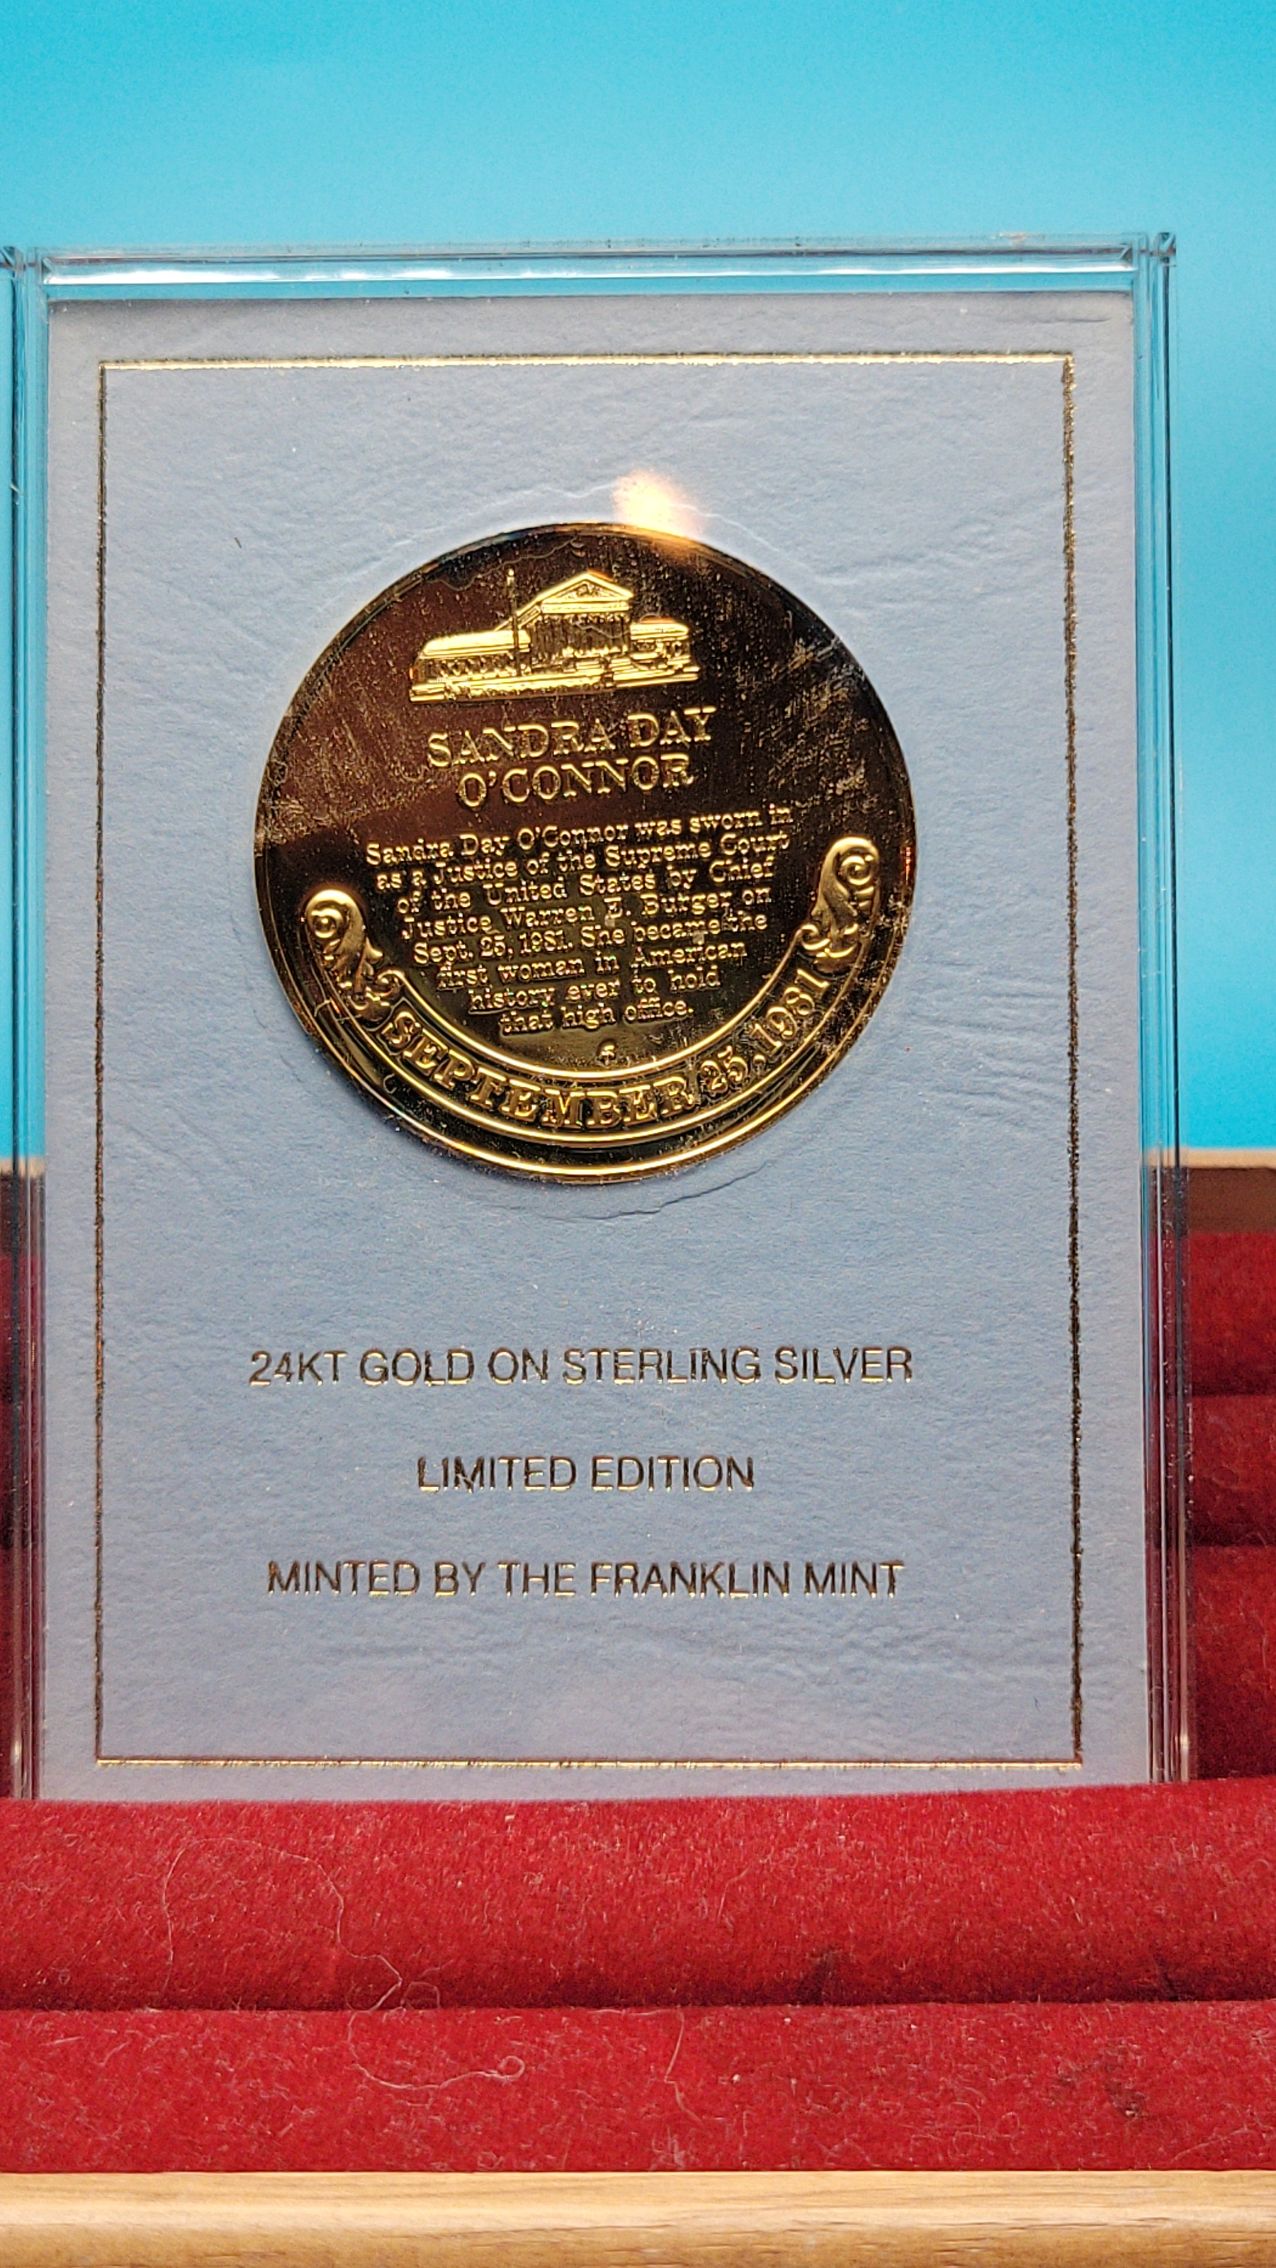 SANDRA DAY
O'CONNOR
Sandra Day O'Connor was sworn in
as a Justice of the Supreme Court
of the United States by Chief
Justice Warren E. Burger on
Sept. 25, 1981. She became the
first woman in American
history ever to hold
that high office.
SEPTEMBER 25, 1981
24KT GOLD ON STERLING SILVER
LIMITED EDITION
MINTED BY THE FRANKLIN MINT